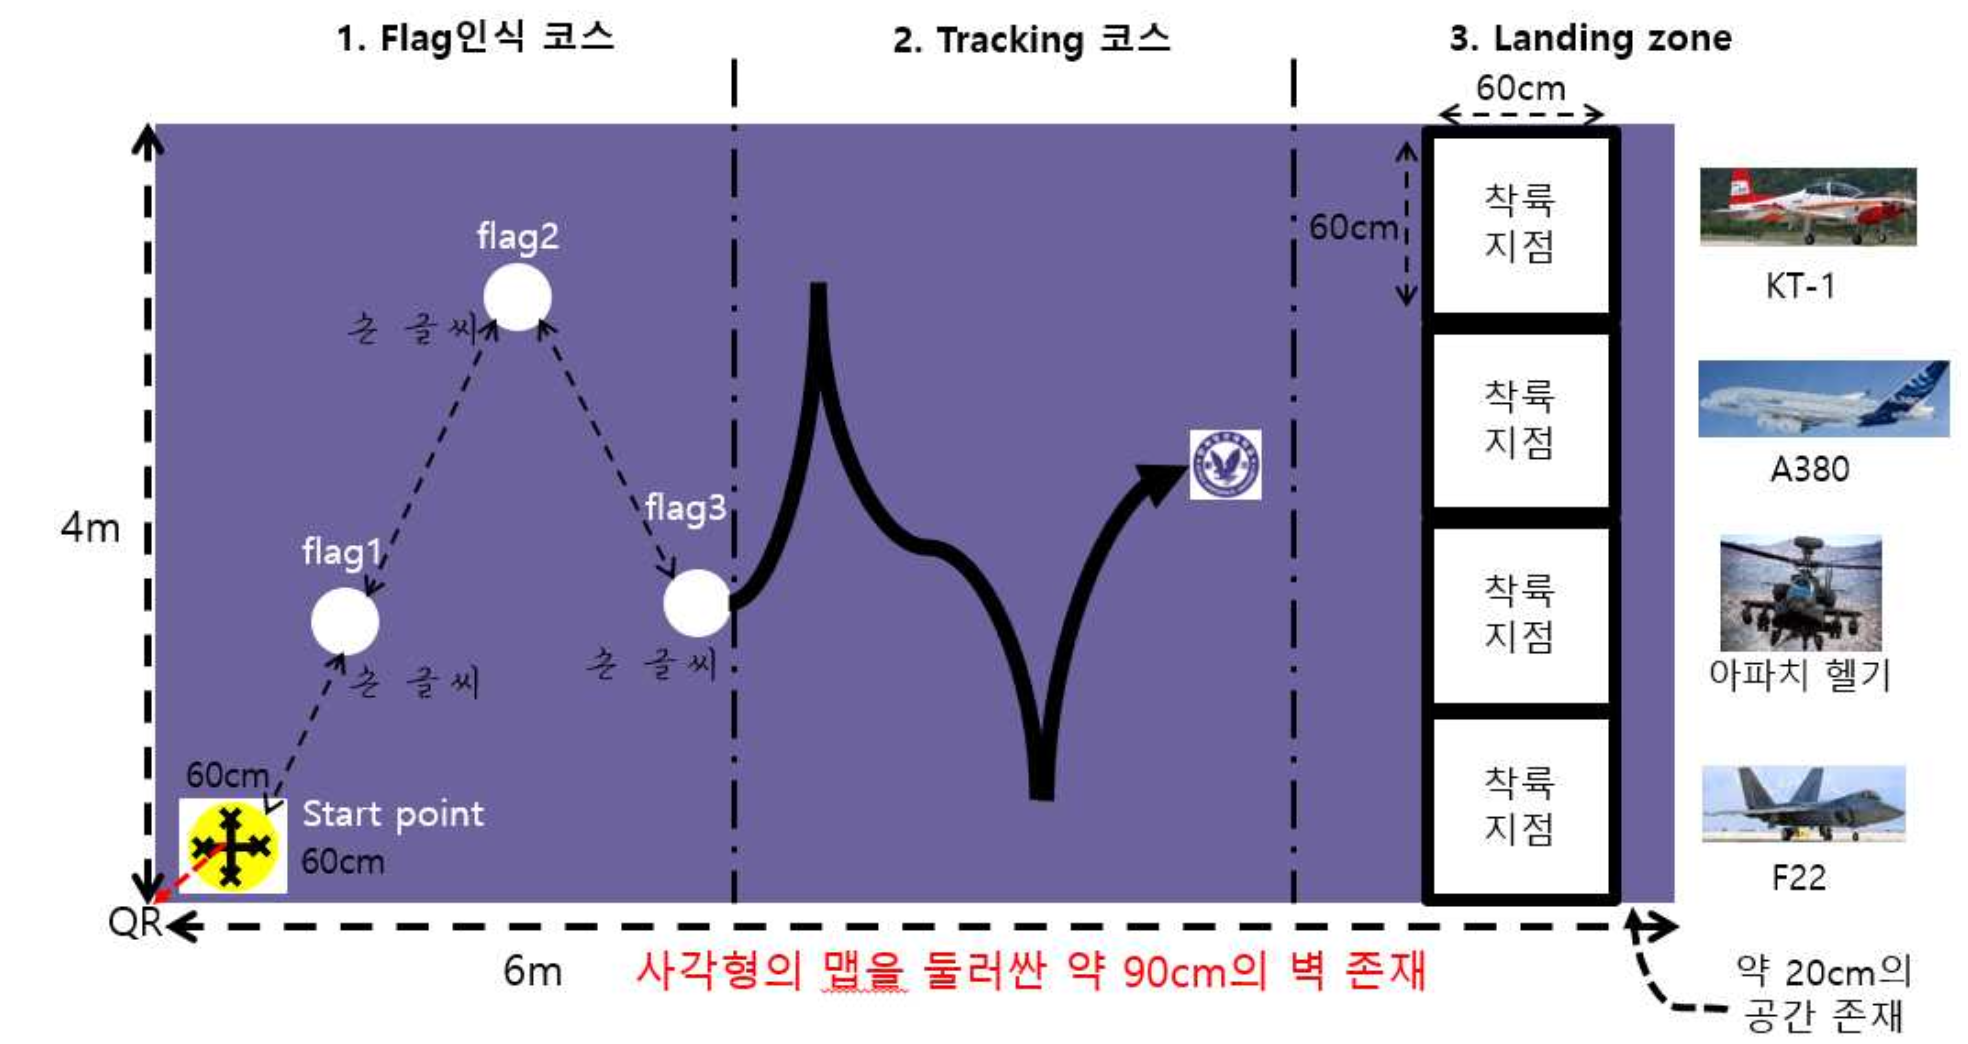 1. Flag인식 코스
2. Tracking 코스
3. Landing zone
60cm
60cm
flag2
손 글씨
flag1
손 글씨
flag3
손 글씨
4m
60cm
Start point
60cm
QR
6m
사각형의 맵을 둘러싼 약 90cm의 벽 존재
착륙
지점
착륙
지점
착륙
지점
착륙
지점
KT-1
A380
아파치 헬기
F22
약 20cm의
공간 존재